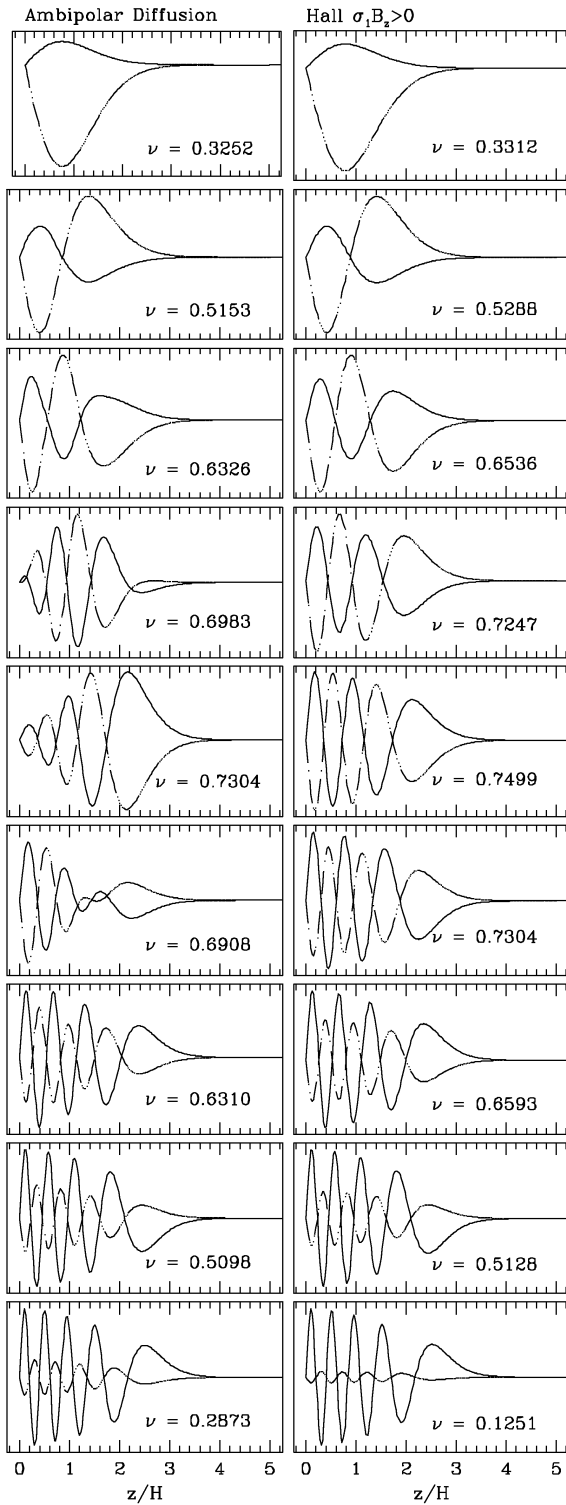 Ambipolar Diffusion
Hall σ₁B_z>0
ν = 0.3252
ν = 0.3312
ν = 0.5153
ν = 0.5288
ν = 0.6326
ν = 0.6536
ν = 0.6983
ν = 0.7247
ν = 0.7304
ν = 0.7499
ν = 0.6908
ν = 0.7304
ν = 0.6310
ν = 0.6593
ν = 0.5098
ν = 0.5128
ν = 0.2873
ν = 0.1251
0 1 2 3 4 5
0 1 2 3 4 5
z/H
z/H